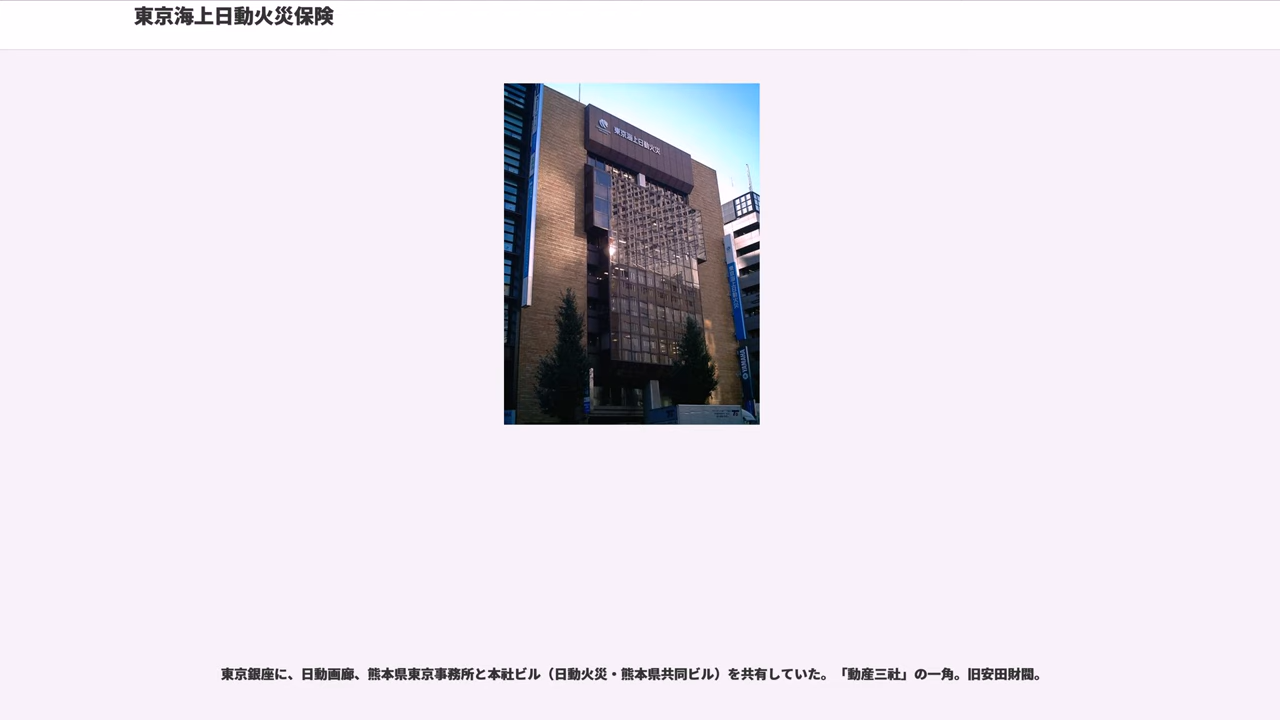 東京海上日動火災保険
東京海上日動火災
YAMAHA
東京銀座に、日動画廊、熊本県東京事務所と本社ビル（日動火災・熊本県共同ビル）を共有していた。「動産三社」の一角。旧安田財閥。